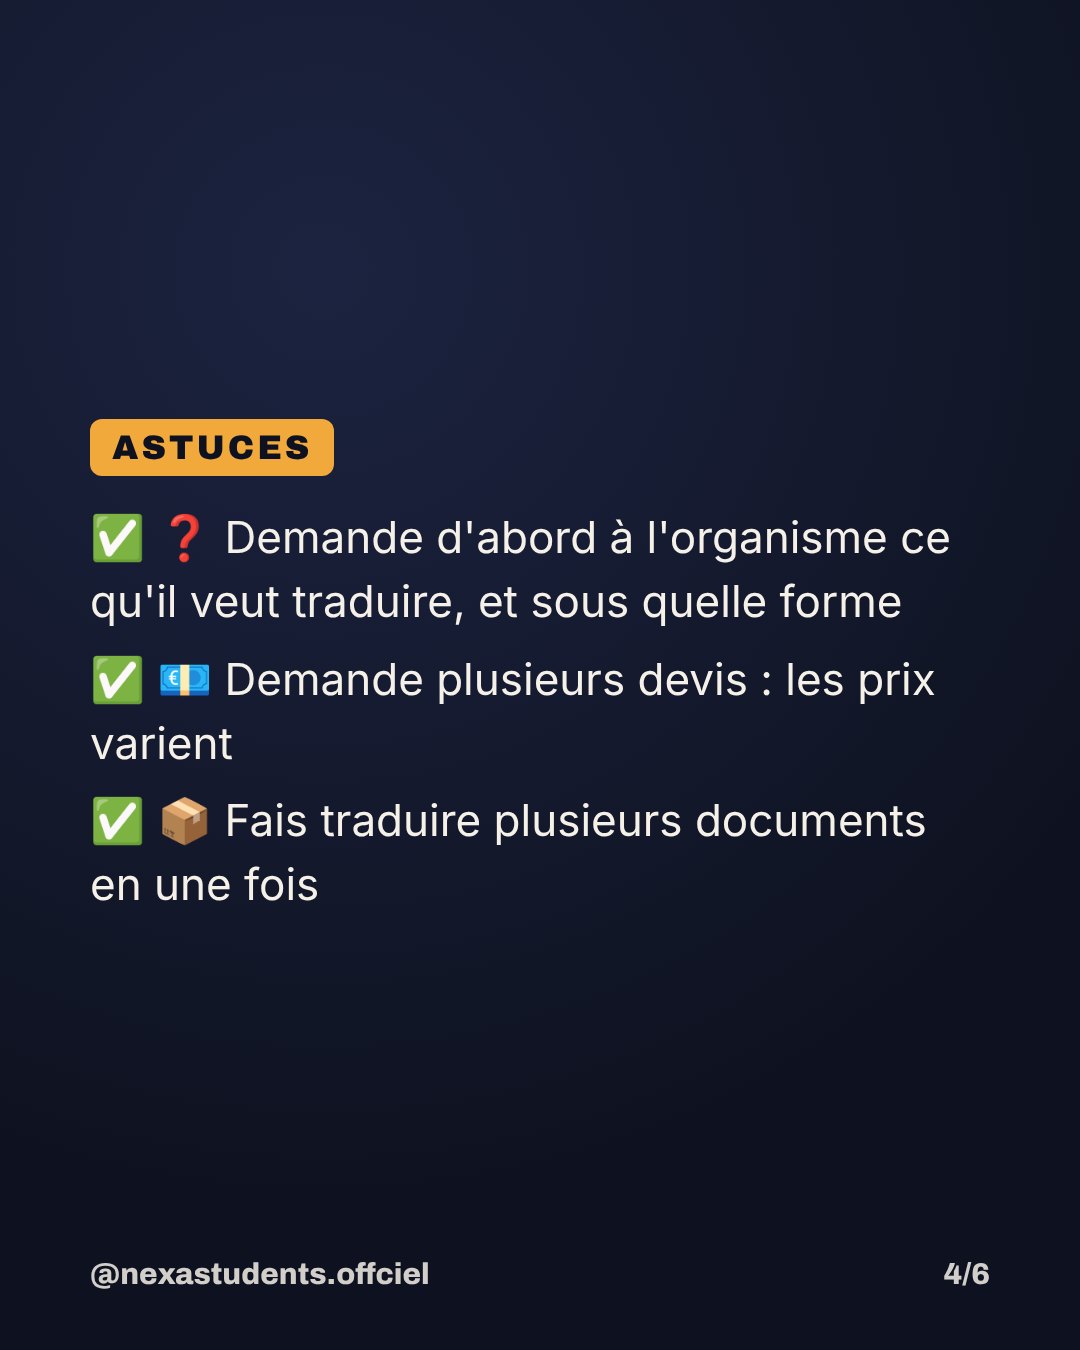 ASTUCES
✅ ❓ Demande d'abord à l'organisme ce
qu'il veut traduire, et sous quelle forme
✅ 💶 Demande plusieurs devis : les prix
varient
✅ 📦 Fais traduire plusieurs documents
en une fois
@nexastudents.offciel
4/6